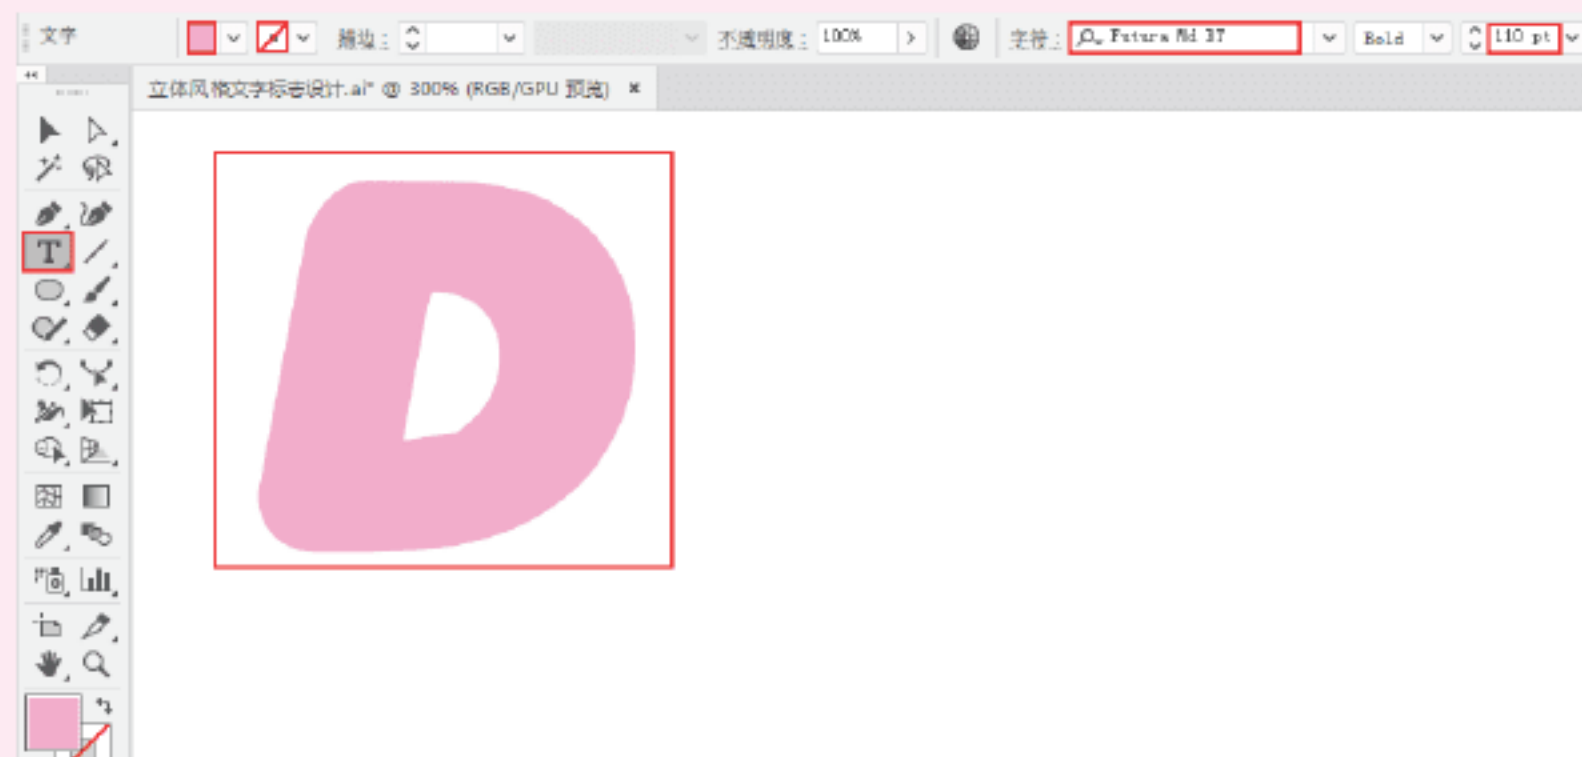 文字 描边： 不透明度： 100% 字符： Futura Md BT Bold 110 pt
立体风格文字标志设计.ai* @ 300% (RGB/GPU 预览) ×
T
D